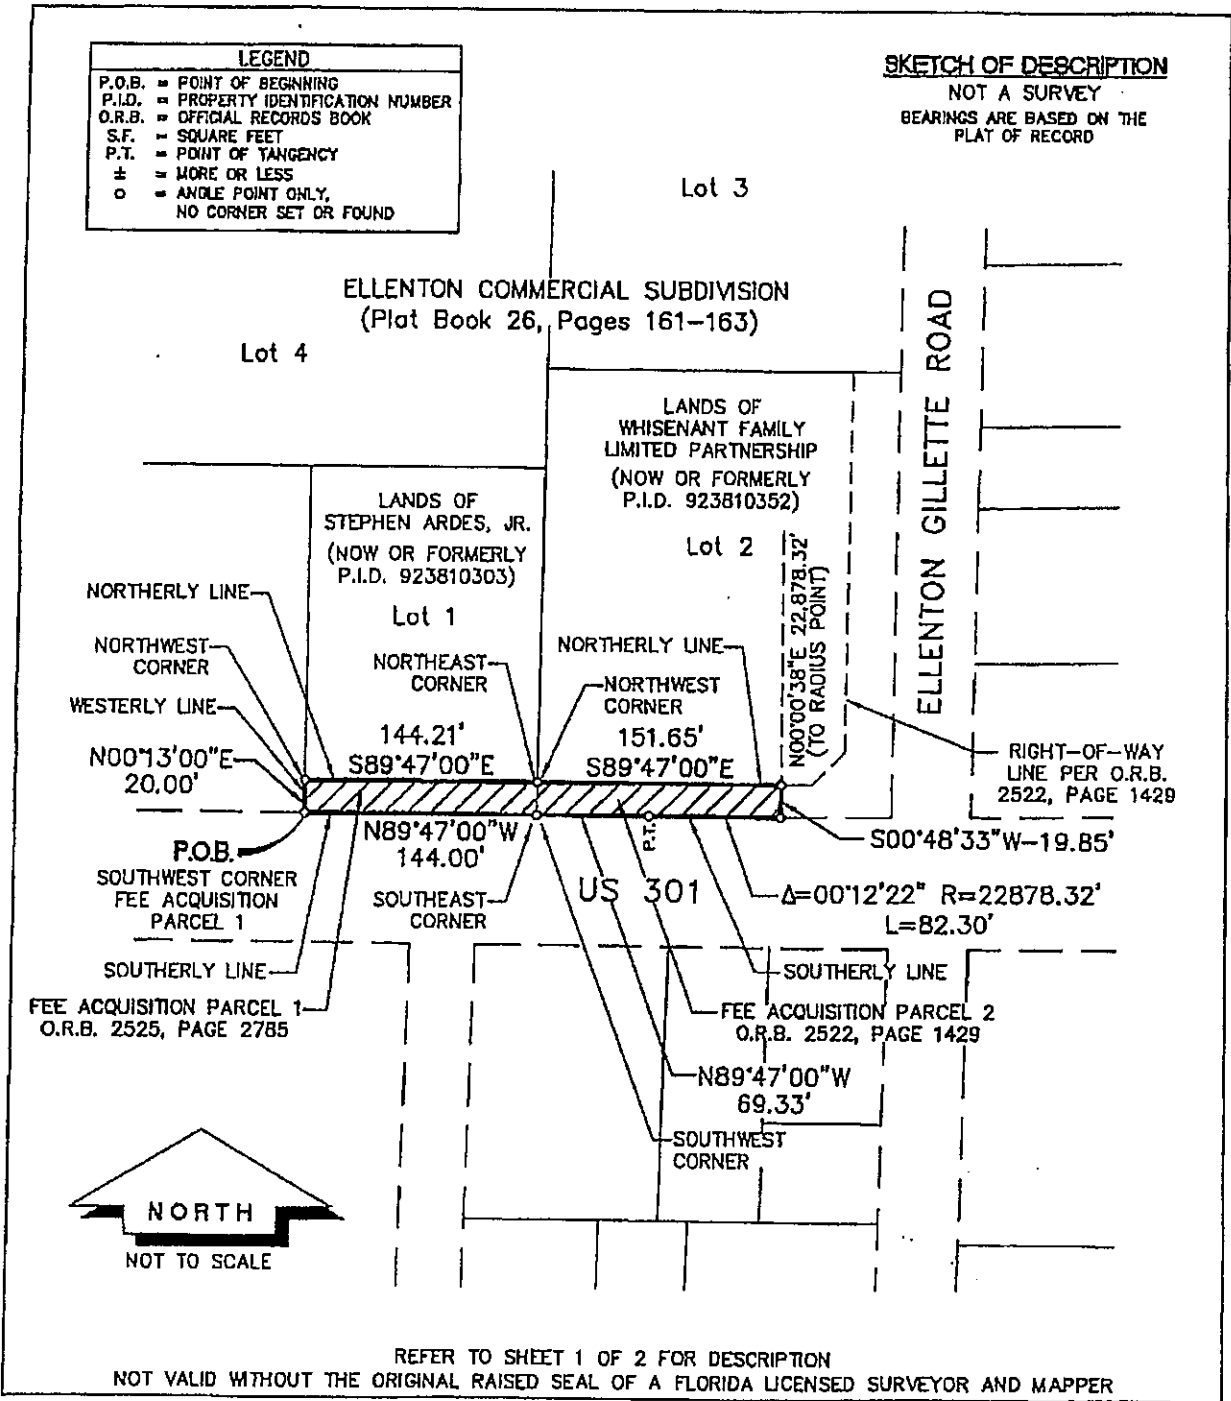 LEGEND
P.O.B. = POINT OF BEGINNING
P.I.D. = PROPERTY IDENTIFICATION NUMBER
O.R.B. = OFFICIAL RECORDS BOOK
S.F. = SQUARE FEET
P.T. = POINT OF TANGENCY
± = MORE OR LESS
o = ANGLE POINT ONLY,
NO CORNER SET OR FOUND
SKETCH OF DESCRIPTION
NOT A SURVEY
BEARINGS ARE BASED ON THE
PLAT OF RECORD
Lot 3
ELLENTON COMMERCIAL SUBDIVISION
(Plat Book 26, Pages 161-163)
Lot 4
ELLENTON GILLETTE ROAD
LANDS OF
WHISENANT FAMILY
LIMITED PARTNERSHIP
(NOW OR FORMERLY
P.I.D. 923810352)
Lot 2
LANDS OF
STEPHEN ARDES, JR.
(NOW OR FORMERLY
P.I.D. 923810303)
Lot 1
N00°00'38"E 22,878.32'
(TO RADIUS POINT)
NORTHERLY LINE
NORTHWEST
CORNER
WESTERLY LINE
N00°13'00"E
20.00'
NORTHEAST
CORNER
NORTHERLY LINE
NORTHWEST
CORNER
144.21'
S89°47'00"E
151.65'
S89°47'00"E
RIGHT-OF-WAY
LINE PER O.R.B.
2522, PAGE 1429
P.O.B.
SOUTHWEST CORNER
FEE ACQUISITION
PARCEL 1
N89°47'00"W
144.00'
P.T.
S00°48'33"W-19.85'
SOUTHEAST
CORNER
US 301
Δ=00°12'22" R=22878.32'
L=82.30'
SOUTHERLY LINE
SOUTHERLY LINE
FEE ACQUISITION PARCEL 1
O.R.B. 2525, PAGE 2785
FEE ACQUISITION PARCEL 2
O.R.B. 2522, PAGE 1429
N89°47'00"W
69.33'
SOUTHWEST
CORNER
NORTH
NOT TO SCALE
REFER TO SHEET 1 OF 2 FOR DESCRIPTION
NOT VALID WITHOUT THE ORIGINAL RAISED SEAL OF A FLORIDA LICENSED SURVEYOR AND MAPPER